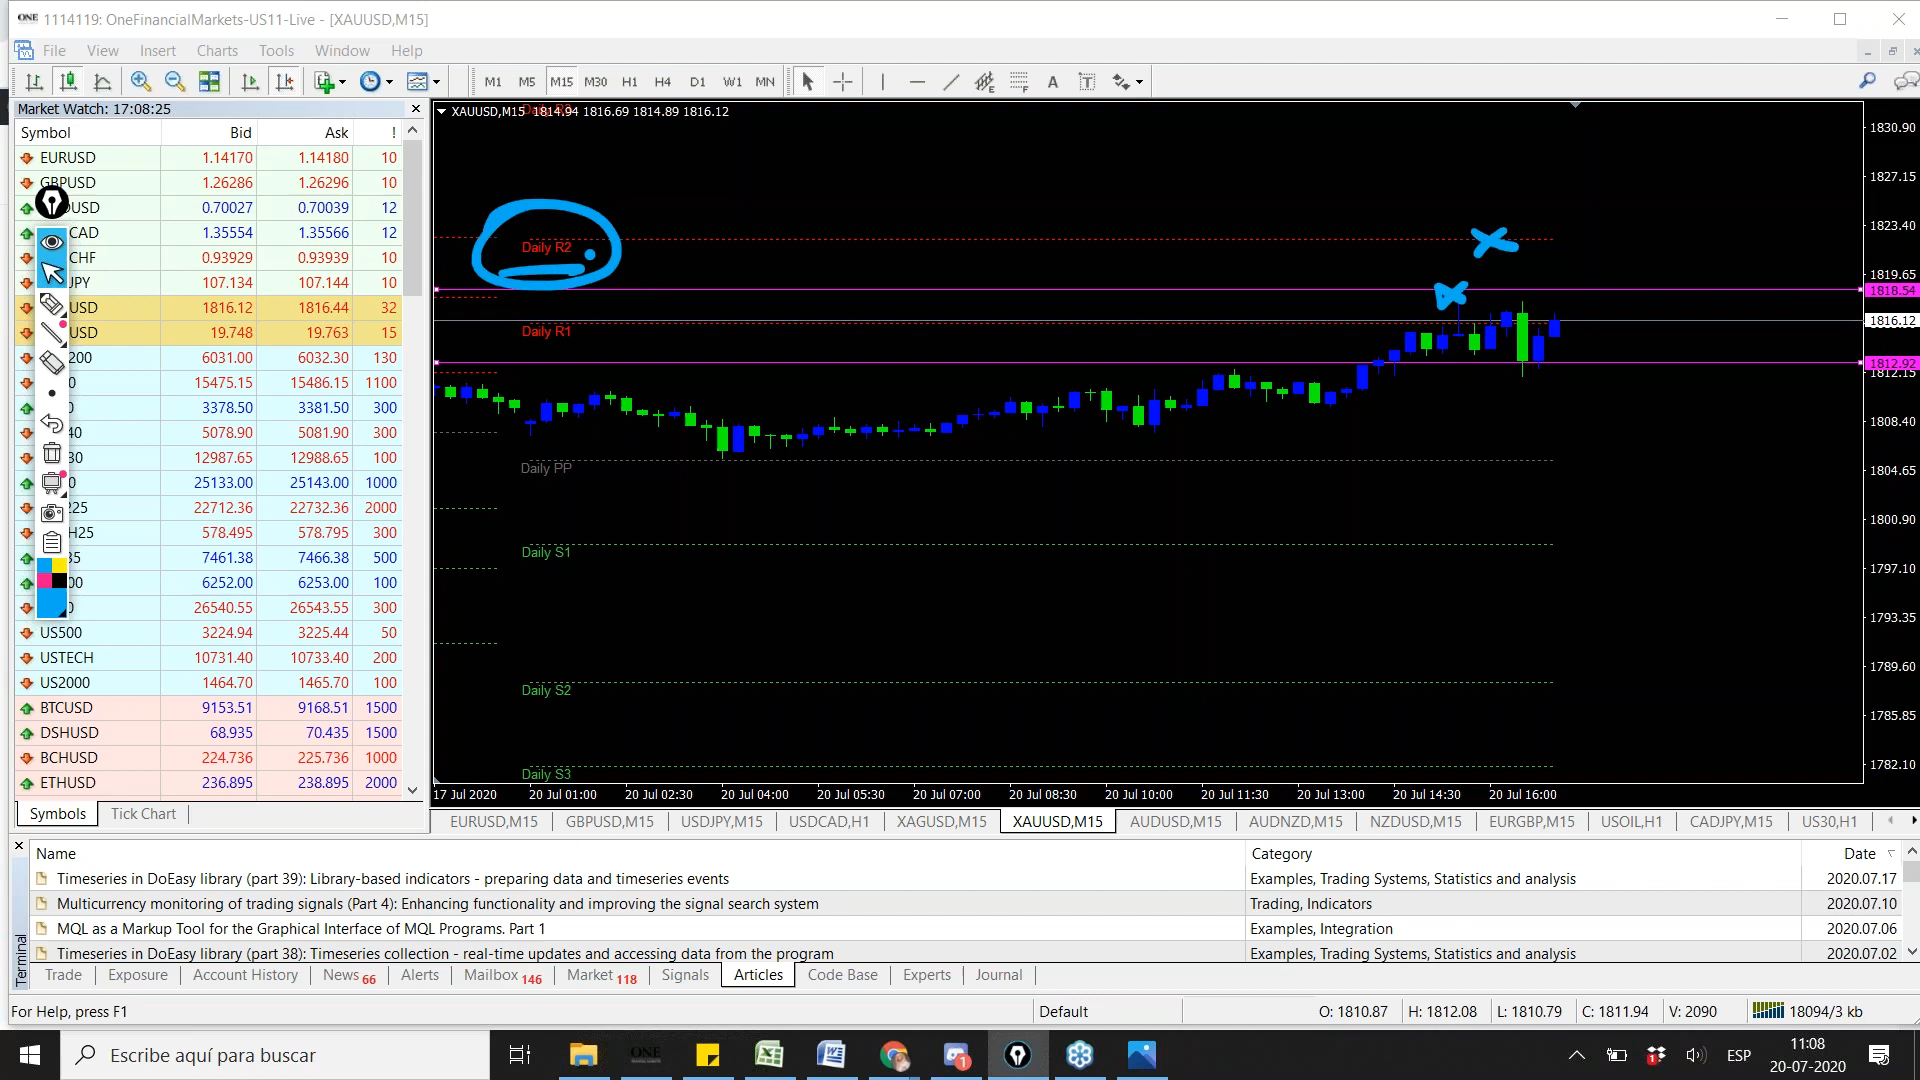 ONE 1114119: OneFinancialMarkets-US11-Live - [XAUUSD,M15]
File View Insert Charts Tools Window Help
M1 M5 M15 M30 H1 H4 D1 W1 MN A T
Market Watch: 17:08:25
Symbol Bid Ask !
EURUSD 1.14170 1.14180 10
GBPUSD 1.26286 1.26296 10
USD 0.70027 0.70039 12
CAD 1.35554 1.35566 12
CHF 0.93929 0.93939 10
JPY 107.134 107.144 10
USD 1816.12 1816.44 32
USD 19.748 19.763 15
200 6031.00 6032.30 130
0 15475.15 15486.15 1100
0 3378.50 3381.50 300
40 5078.90 5081.90 300
30 12987.65 12988.65 100
0 25133.00 25143.00 1000
225 22712.36 22732.36 2000
H25 578.495 578.795 300
35 7461.38 7466.38 500
00 6252.00 6253.00 100
0 26540.55 26543.55 300
US500 3224.94 3225.44 50
USTECH 10731.40 10733.40 200
US2000 1464.70 1465.70 100
BTCUSD 9153.51 9168.51 1500
DSHUSD 68.935 70.435 1500
BCHUSD 224.736 225.736 1000
ETHUSD 236.895 238.895 2000
Symbols Tick Chart
XAUUSD,M15 1814.94 1816.69 1814.89 1816.12
Daily R2
Daily R1
Daily PP
Daily S1
Daily S2
Daily S3
1830.90
1827.15
1823.40
1819.65
1818.54
1816.12
1812.92
1812.15
1808.40
1804.65
1800.90
1797.10
1793.35
1789.60
1785.85
1782.10
17 Jul 2020 20 Jul 01:00 20 Jul 02:30 20 Jul 04:00 20 Jul 05:30 20 Jul 07:00 20 Jul 08:30 20 Jul 10:00 20 Jul 11:30 20 Jul 13:00 20 Jul 14:30 20 Jul 16:00
EURUSD,M15 GBPUSD,M15 USDJPY,M15 USDCAD,H1 XAGUSD,M15 XAUUSD,M15 AUDUSD,M15 AUDNZD,M15 NZDUSD,M15 EURGBP,M15 USOIL,H1 CADJPY,M15 US30,H1
Terminal
Name Category Date
Timeseries in DoEasy library (part 39): Library-based indicators - preparing data and timeseries events Examples, Trading Systems, Statistics and analysis 2020.07.17
Multicurrency monitoring of trading signals (Part 4): Enhancing functionality and improving the signal search system Trading, Indicators 2020.07.10
MQL as a Markup Tool for the Graphical Interface of MQL Programs. Part 1 Examples, Integration 2020.07.06
Timeseries in DoEasy library (part 38): Timeseries collection - real-time updates and accessing data from the program Examples, Trading Systems, Statistics and analysis 2020.07.02
Trade Exposure Account History News 66 Alerts Mailbox 146 Market 118 Signals Articles Code Base Experts Journal
For Help, press F1 Default O: 1810.87 H: 1812.08 L: 1810.79 C: 1811.94 V: 2090 18094/3 kb
Escribe aquí para buscar ONE 1 1 ESP 11:08
20-07-2020